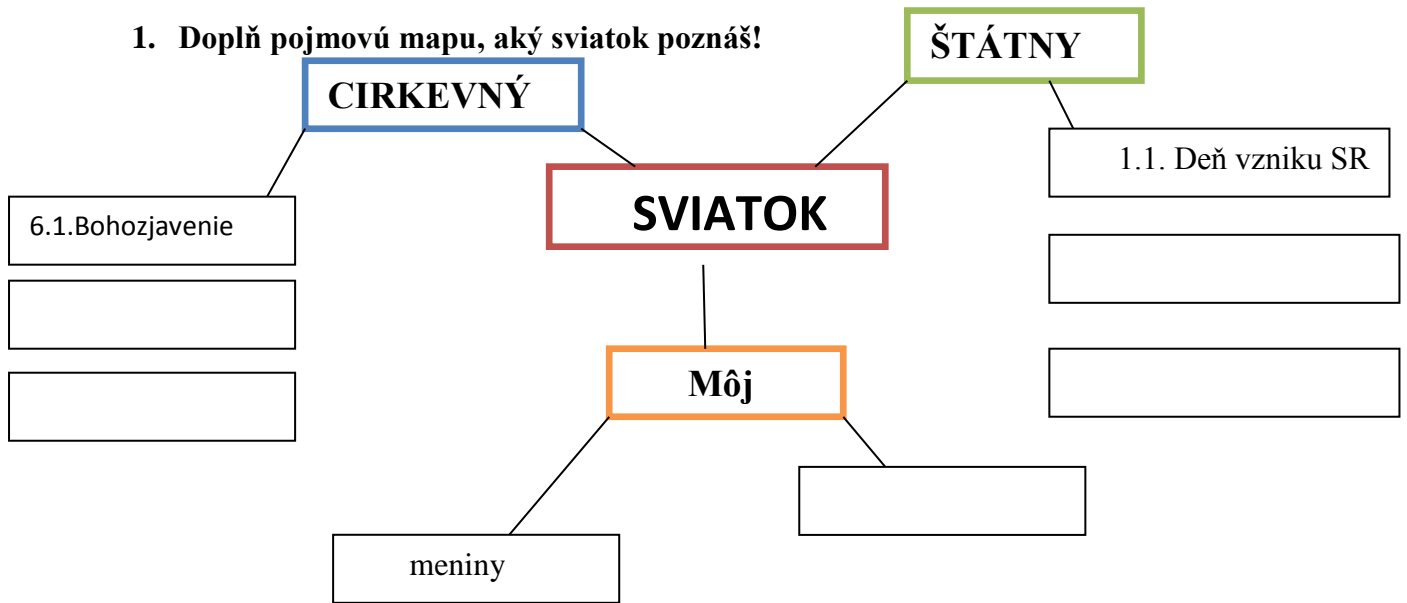 1. Doplň pojmovú mapu, aký sviatok poznáš!
ŠTÁTNY
CIRKEVNÝ
1.1. Deň vzniku SR
SVIATOK
6.1.Bohozjavenie
Môj
meniny